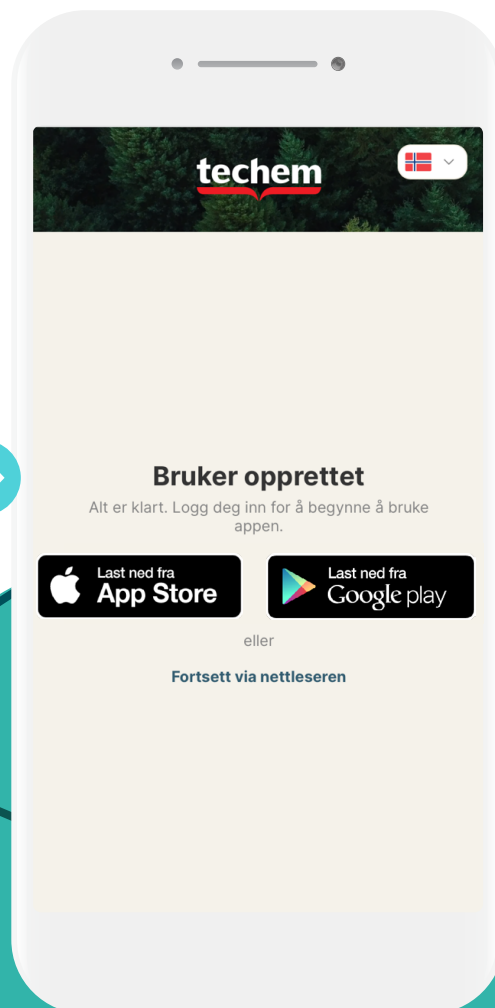 techem
Bruker opprettet
Alt er klart. Logg deg inn for å begynne å bruke
appen.
Last ned fra
App Store
Last ned fra
Google play
eller
Fortsett via nettleseren